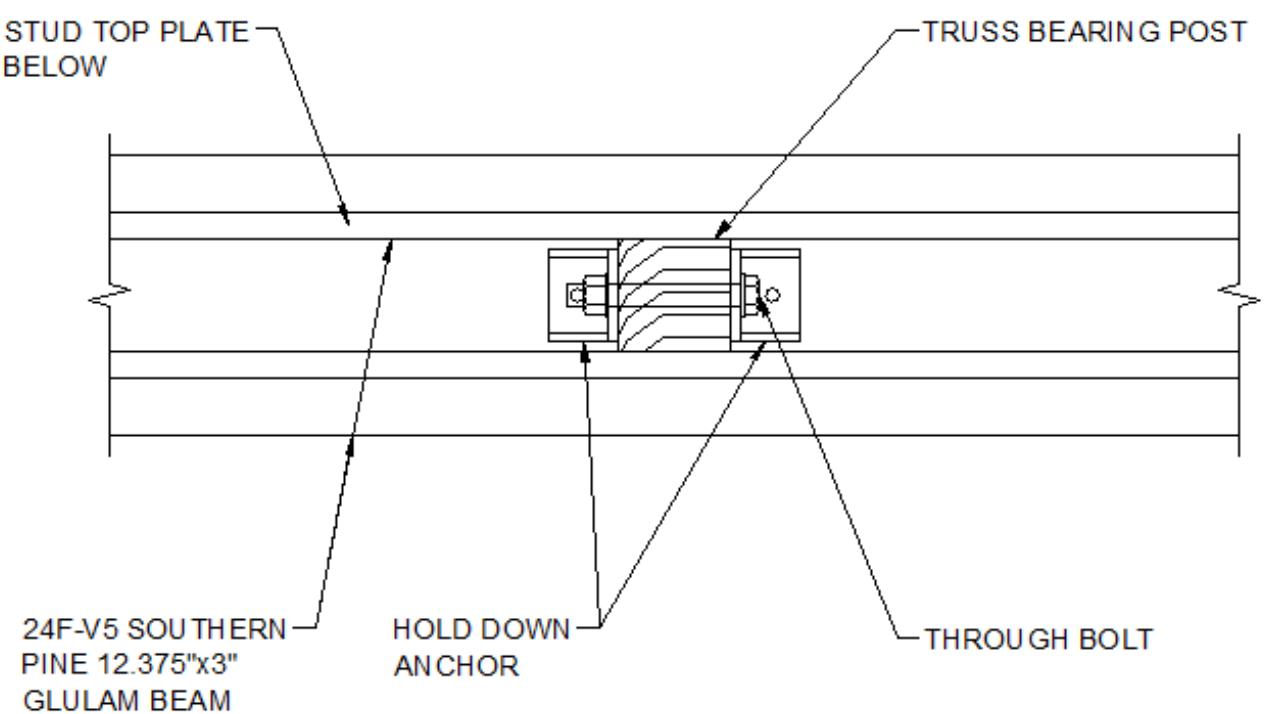 STUD TOP PLATE
BELOW
TRUSS BEARING POST
24F-V5 SOUTHERN
PINE 12.375"x3"
GLULAM BEAM
HOLD DOWN
ANCHOR
THROUGH BOLT